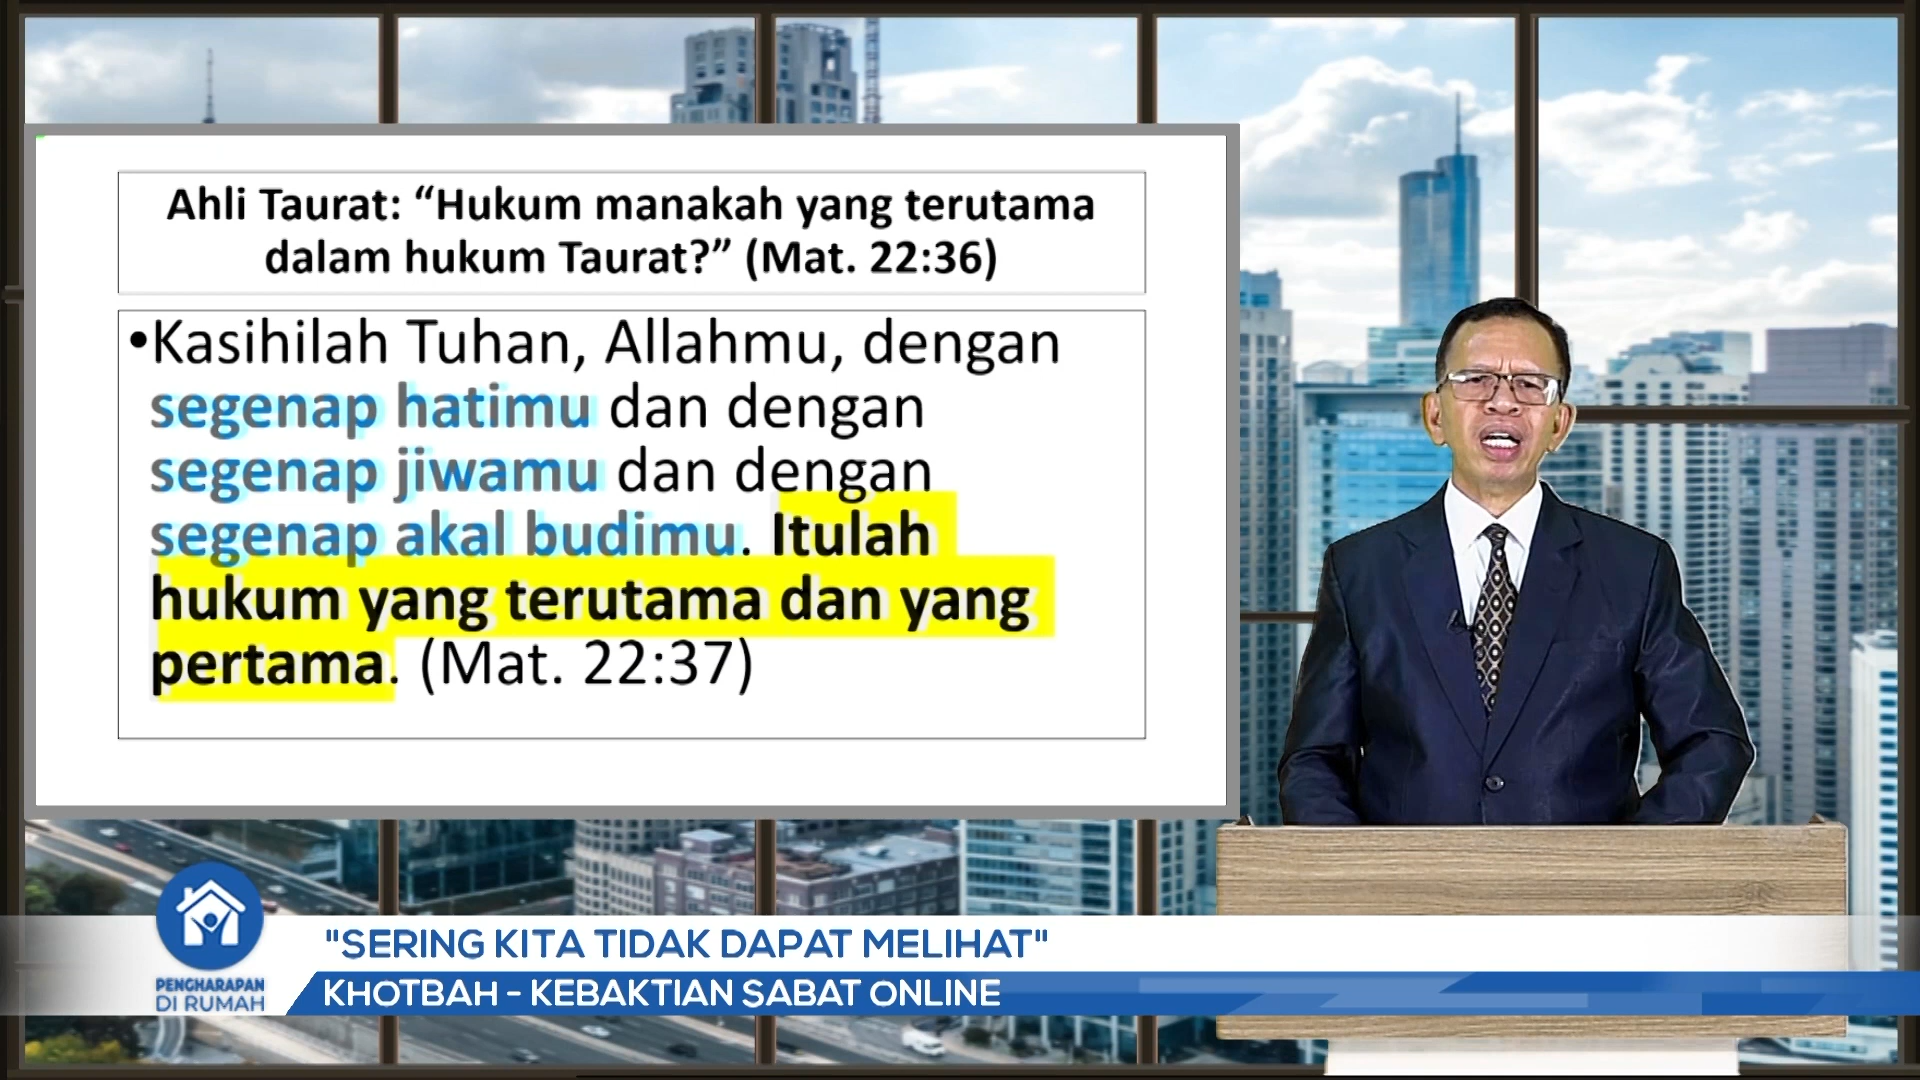 Ahli Taurat: “Hukum manakah yang terutama
dalam hukum Taurat?” (Mat. 22:36)
•Kasihilah Tuhan, Allahmu, dengan
segenap hatimu dan dengan
segenap jiwamu dan dengan
segenap akal budimu. Itulah
hukum yang terutama dan yang
pertama. (Mat. 22:37)
"SERING KITA TIDAK DAPAT MELIHAT"
KHOTBAH - KEBAKTIAN SABAT ONLINE
PENGHARAPAN
DI RUMAH